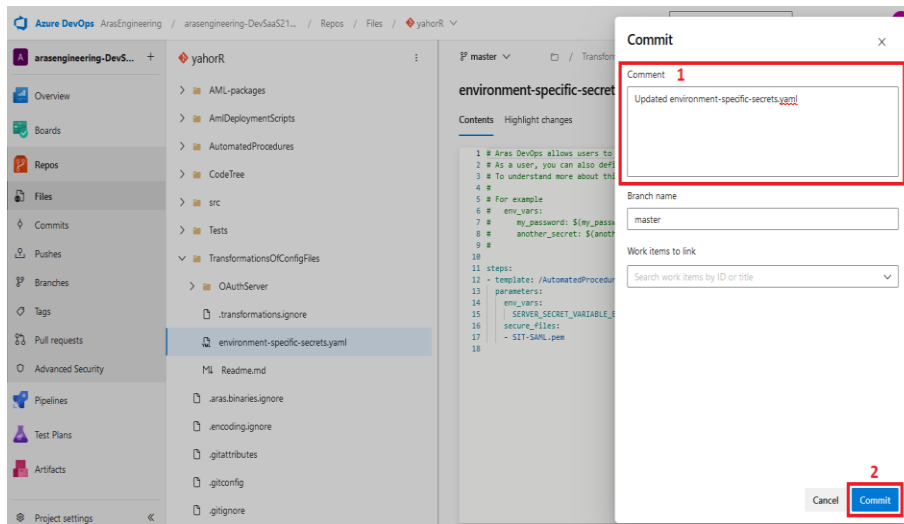 Azure DevOps ArasEngineering / arasengineering-DevSaaS21... / Repos / Files / yahorR
A arasengineering-DevS... +
Overview
Boards
Repos
Files
Commits
Pushes
Branches
Tags
Pull requests
Advanced Security
Pipelines
Test Plans
Artifacts
Project settings
yahorR
AML-packages
AmlDeploymentScripts
AutomatedProcedures
CodeTree
src
Tests
TransformationsOfConfigFiles
OAuthServer
.transformations.ignore
environment-specific-secrets.yaml
M↓ Readme.md
.aras.binaries.ignore
.encoding.ignore
.gitattributes
.gitconfig
.gitignore
master / Transform
environment-specific-secret
Contents Highlight changes
1 # Aras DevOps allows users to
2 # As a user, you can also defi
3 # To understand more about thi
4 #
5 # For example
6 # env_vars:
7 # my_password: $(my_passw
8 # another_secret: $(anoth
9 #
10
11 steps:
12 - template: /AutomatedProcedur
13 parameters:
14 env_vars:
15 SERVER_SECRET_VARIABLE_E
16 secure_files:
17 - SIT-SAML.pem
18
Commit
Comment 1
Updated environment-specific-secrets.yaml
Branch name
master
Work items to link
Search work items by ID or title
2
Cancel Commit